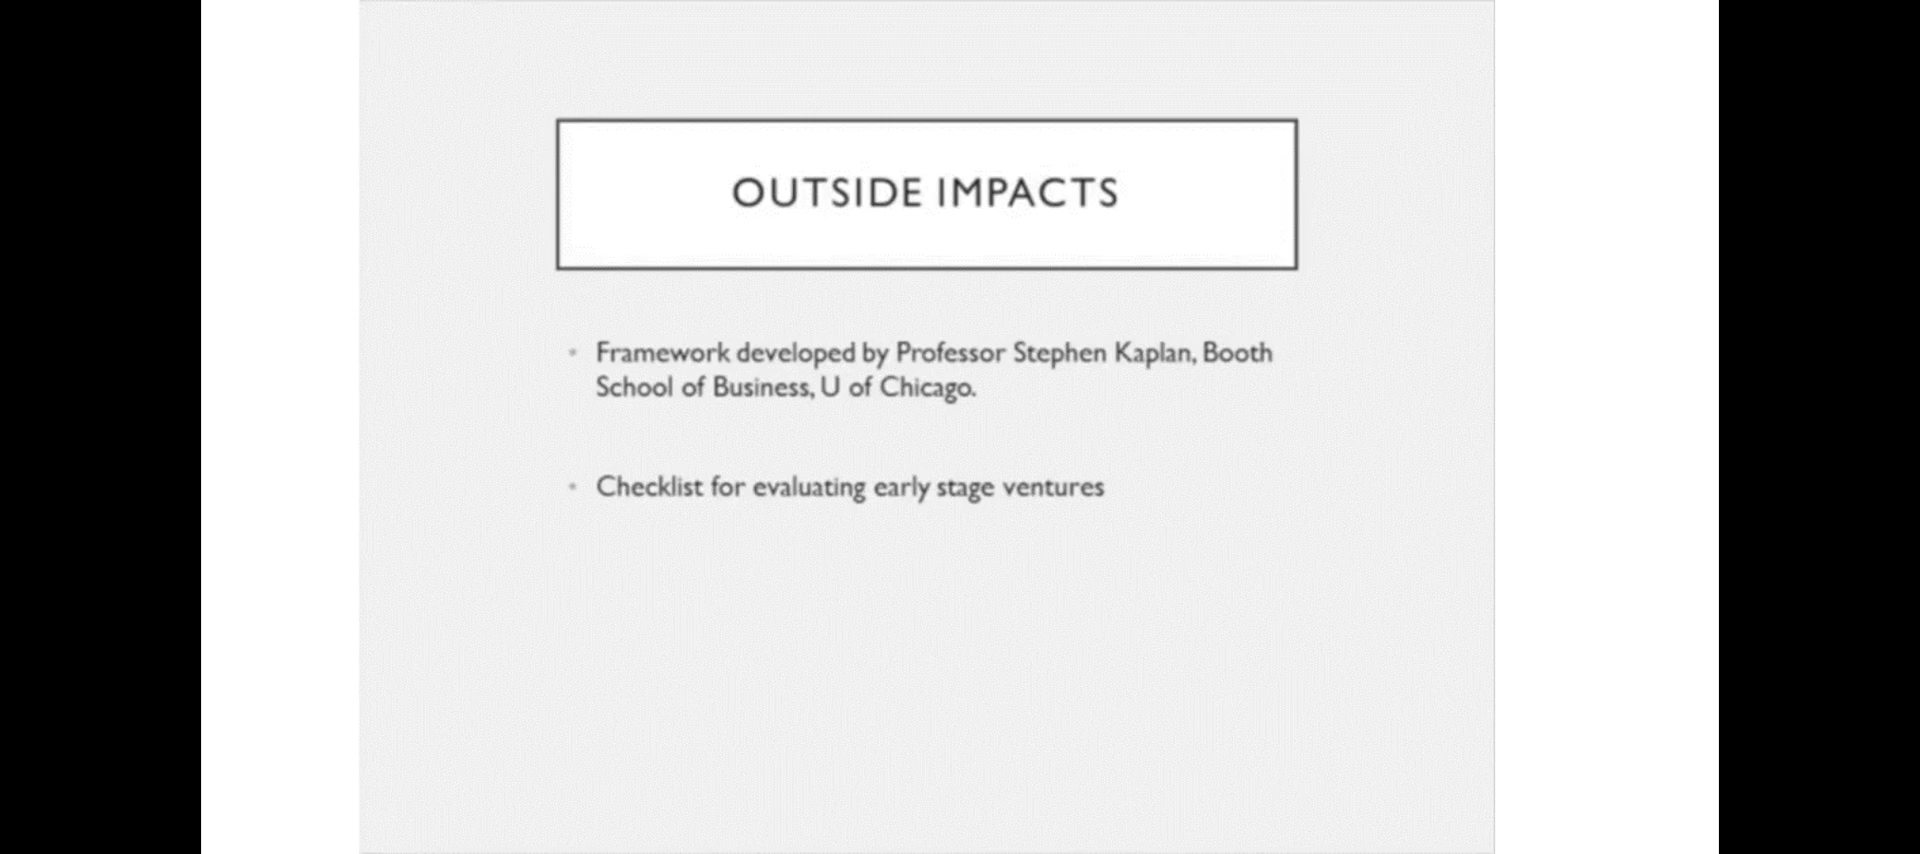 OUTSIDE IMPACTS
• Framework developed by Professor Stephen Kaplan, Booth
School of Business, U of Chicago.
• Checklist for evaluating early stage ventures